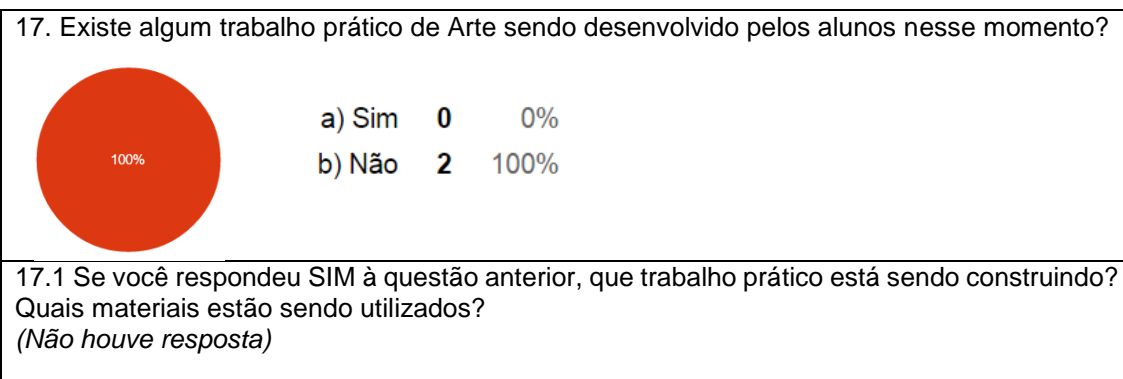 17. Existe algum trabalho prático de Arte sendo desenvolvido pelos alunos nesse momento?
100%
a) Sim 0 0%
b) Não 2 100%
17.1 Se você respondeu SIM à questão anterior, que trabalho prático está sendo construindo?
Quais materiais estão sendo utilizados?
(Não houve resposta)